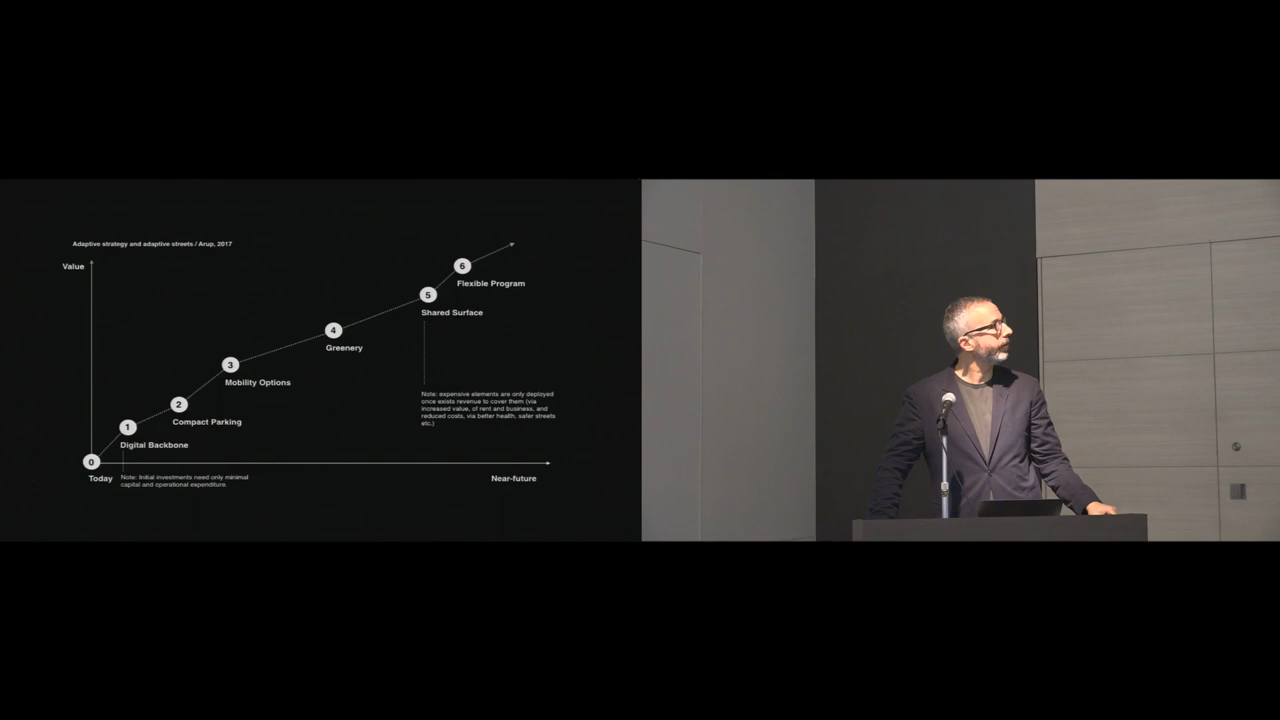 Adaptive strategy and adaptive streets / Arup, 2017
Value
6
Flexible Program
5
Shared Surface
4
Greenery
3
Mobility Options
Note: expensive elements are only deployed
once exists revenue to cover them (via
increased value, of rent and business, and
reduced costs, via better health, safer streets
etc.)
2
Compact Parking
1
Digital Backbone
0
Today
Note: Initial investments need only minimal
capital and operational expenditure.
Near-future